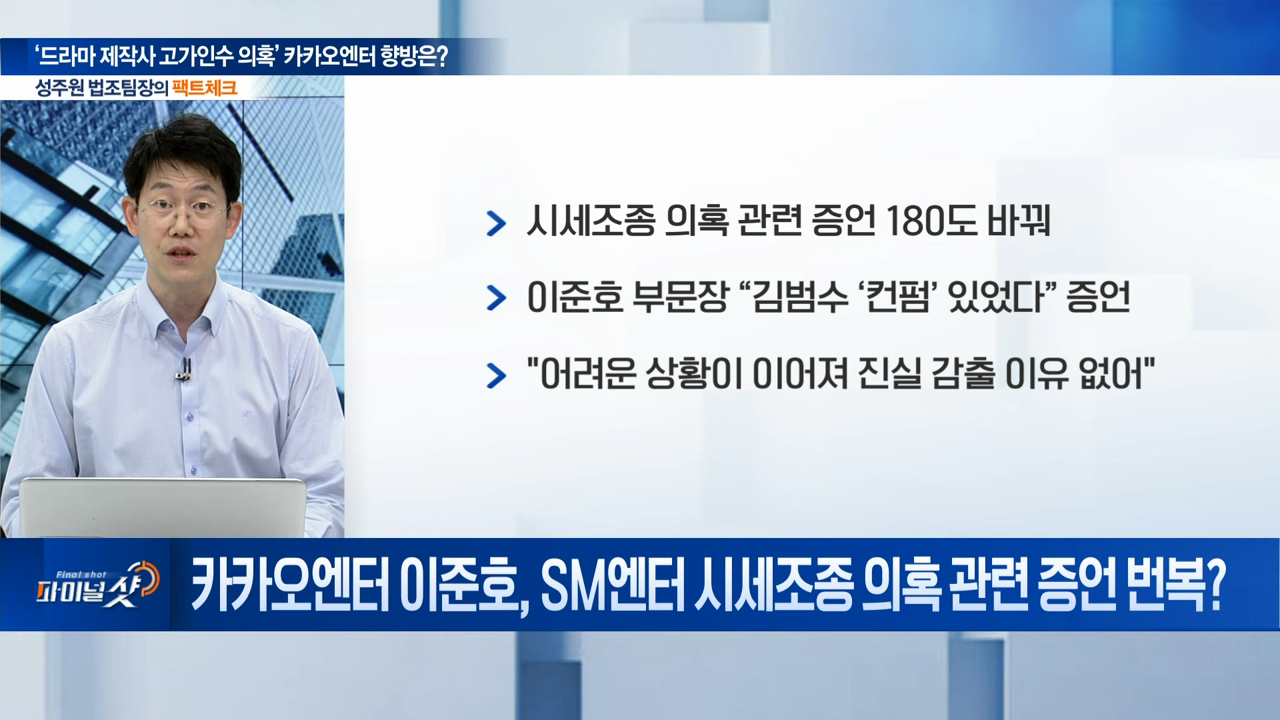 ‘드라마 제작사 고가인수 의혹’ 카카오엔터 향방은?
성주원 법조팀장의 팩트체크
시세조종 의혹 관련 증언 180도 바꿔
이준호 부문장 “김범수 ‘컨펌’ 있었다” 증언
"어려운 상황이 이어져 진실 감출 이유 없어"
Final shot
파이널 샷
카카오엔터 이준호, SM엔터 시세조종 의혹 관련 증언 번복?